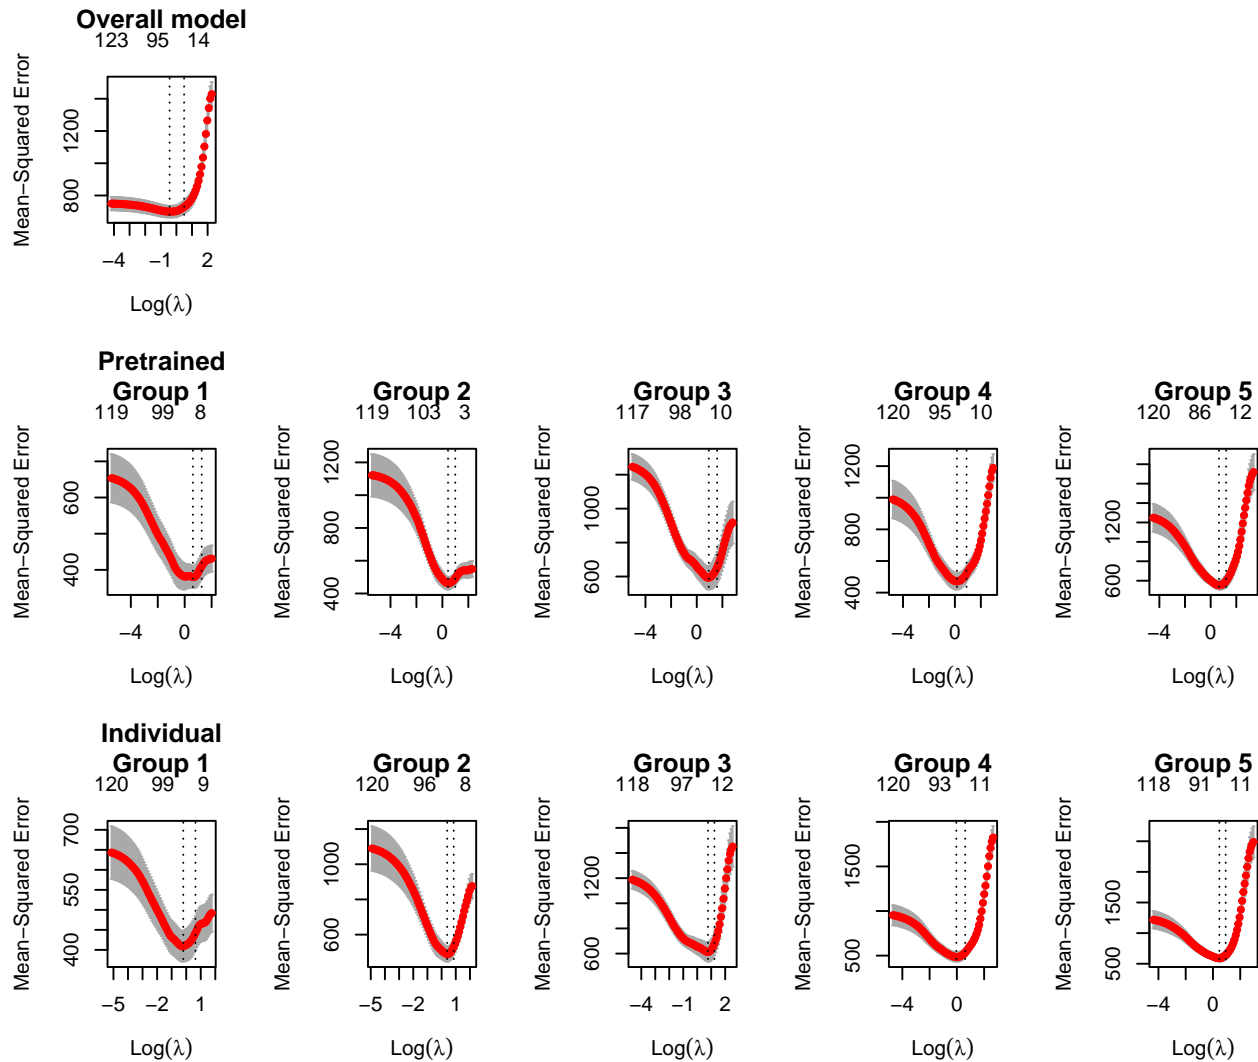 Overall model
123 95 14
Mean−Squared Error
800 1200
−4 −1 2
Log(λ)
Pretrained
Group 1
119 99 8
Mean−Squared Error
400 600
−4 0
Log(λ)
Group 2
119 103 3
Mean−Squared Error
400 800 1200
−4 0
Log(λ)
Group 3
117 98 10
Mean−Squared Error
600 1000
−4 0
Log(λ)
Group 4
120 95 10
Mean−Squared Error
400 800 1200
−4 0
Log(λ)
Group 5
120 86 12
Mean−Squared Error
600 1200
−4 0
Log(λ)
Individual
Group 1
120 99 9
Mean−Squared Error
400 550 700
−5 −2 1
Log(λ)
Group 2
120 96 8
Mean−Squared Error
600 1000
−5 −2 1
Log(λ)
Group 3
118 97 12
Mean−Squared Error
600 1200
−4 −1 2
Log(λ)
Group 4
120 93 11
Mean−Squared Error
500 1500
−4 0
Log(λ)
Group 5
118 91 11
Mean−Squared Error
500 1500
−4 0
Log(λ)